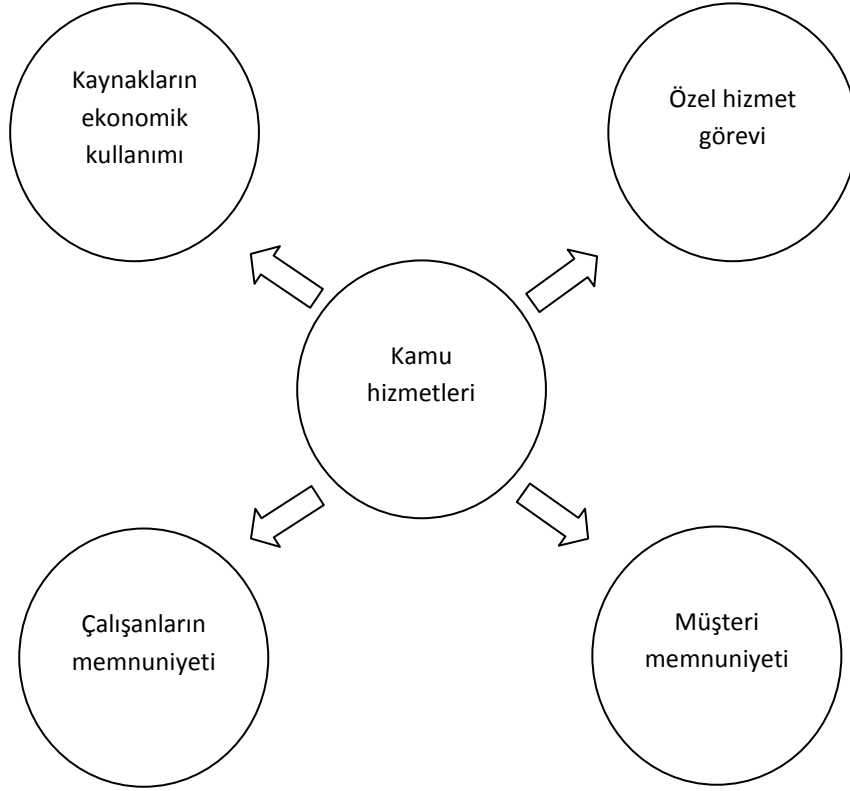 Kaynakların
ekonomik
kullanımı
Özel hizmet
görevi
Kamu
hizmetleri
Çalışanların
memnuniyeti
Müşteri
memnuniyeti